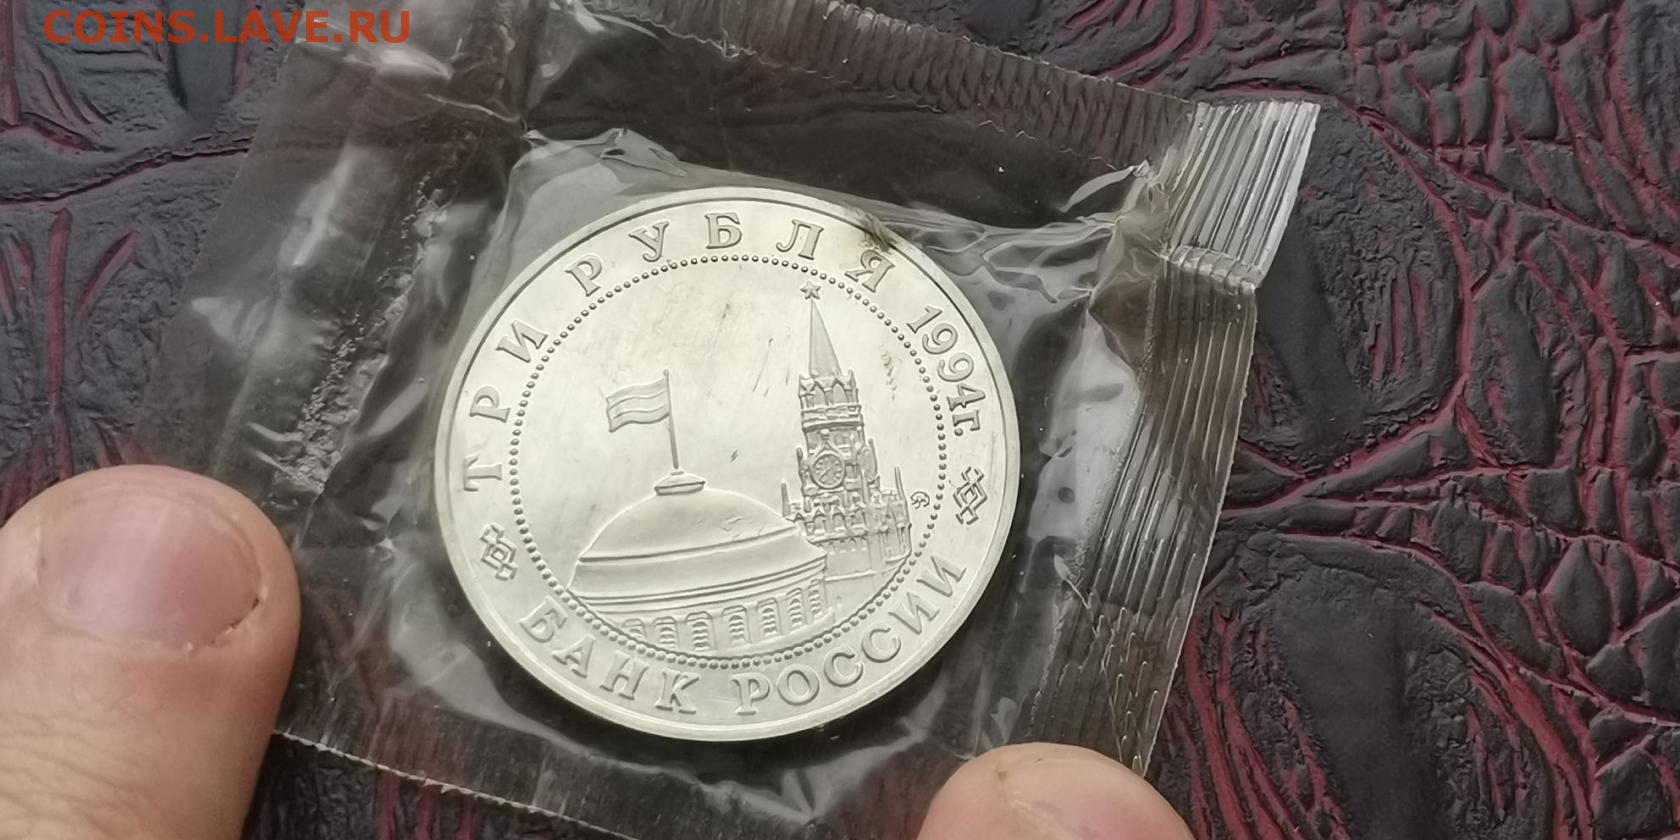 COINS.LAVE.RU
ТРИ РУБЛЯ 1994г.
БАНК РОССИИ